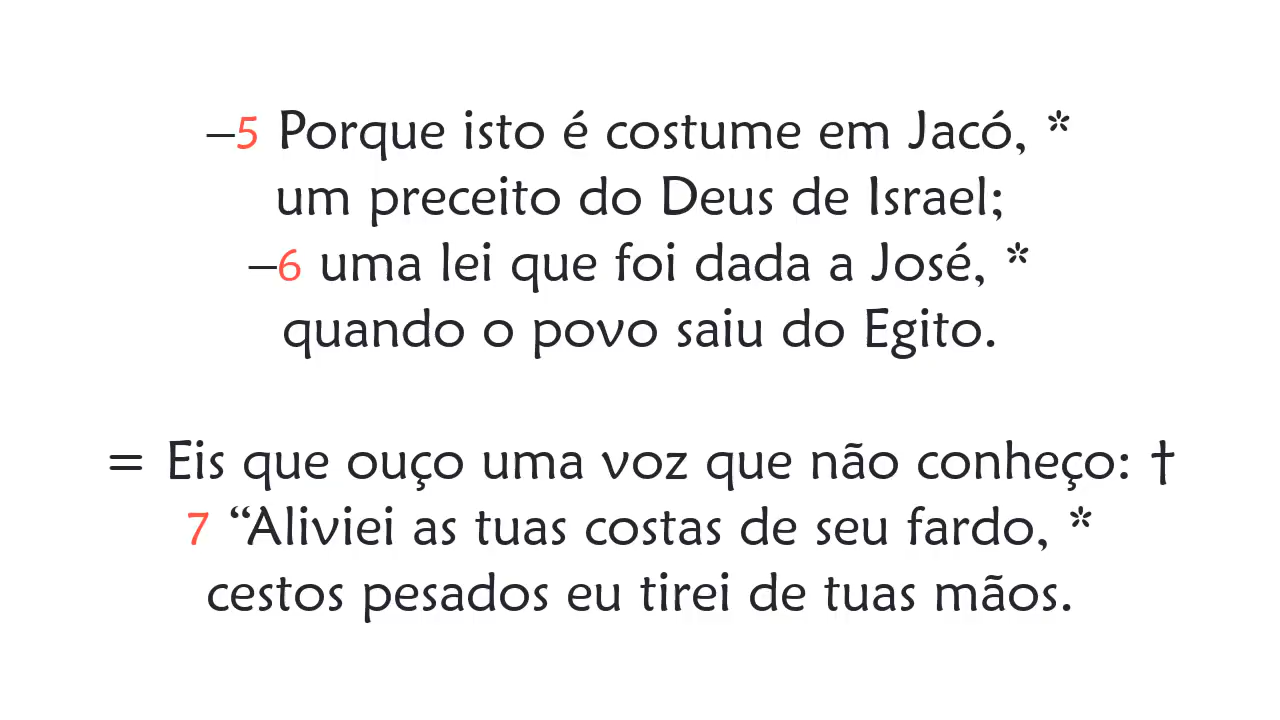 –5 Porque isto é costume em Jacó, *
um preceito do Deus de Israel;
–6 uma lei que foi dada a José, *
quando o povo saiu do Egito.
= Eis que ouço uma voz que não conheço: †
7 “Aliviei as tuas costas de seu fardo, *
cestos pesados eu tirei de tuas mãos.